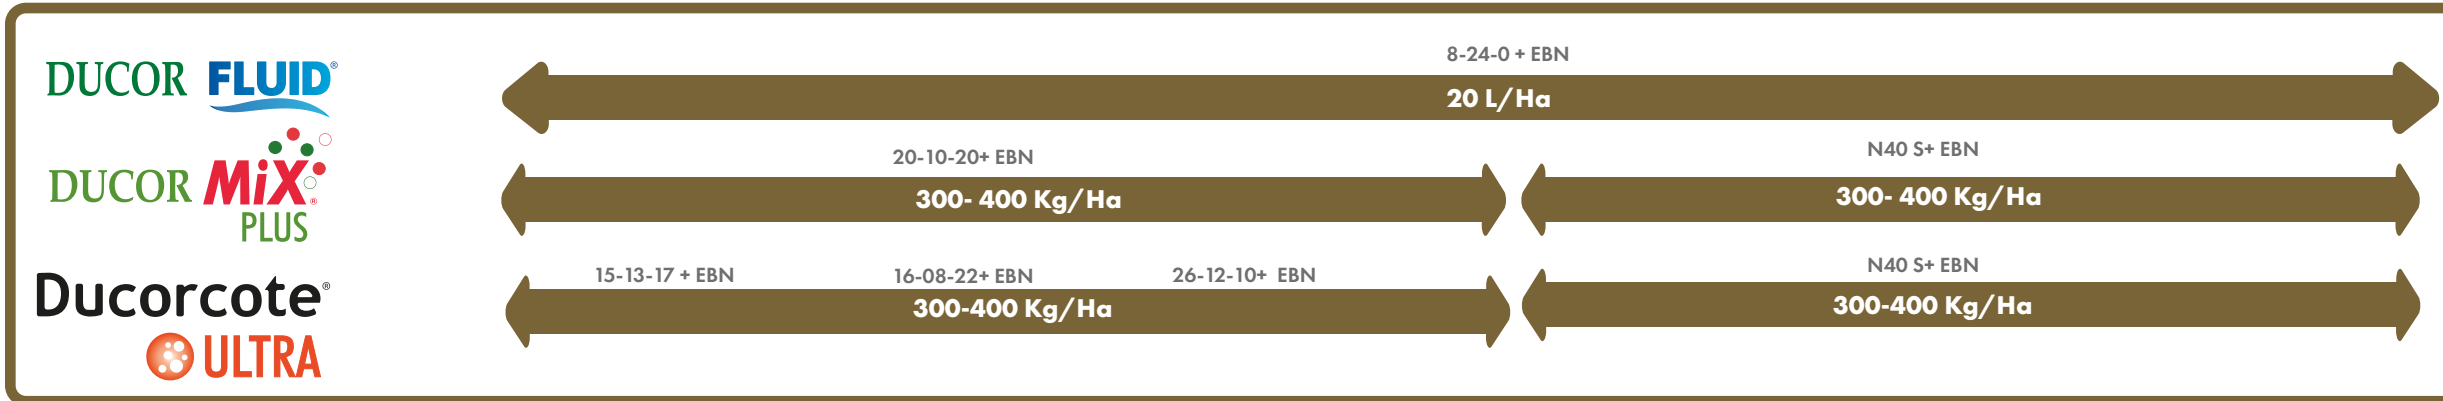 DUCOR FLUID®
8-24-0 + EBN
20 L/Ha
DUCOR MiX®
PLUS
20-10-20+ EBN
300- 400 Kg/Ha
N40 S+ EBN
300- 400 Kg/Ha
Ducorcote®
ULTRA
15-13-17 + EBN
16-08-22+ EBN
26-12-10+ EBN
300-400 Kg/Ha
N40 S+ EBN
300-400 Kg/Ha